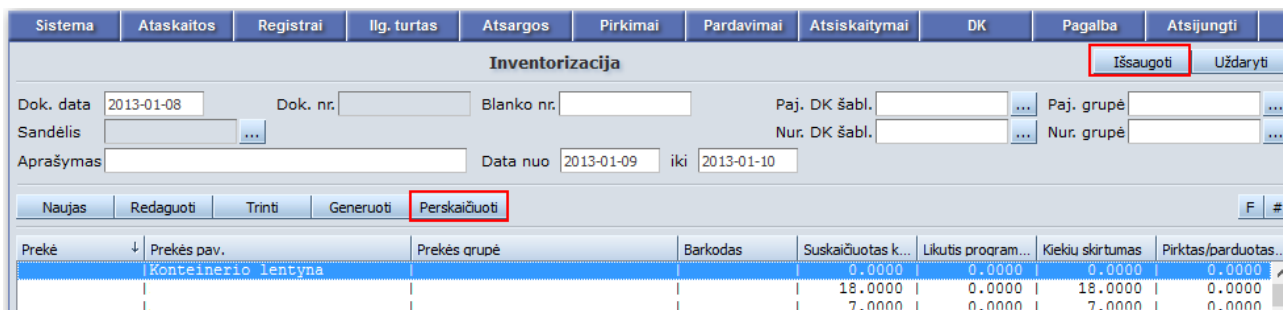 Sistema Ataskaitos Registrai Ilg. turtas Atsargos Pirkimai Pardavimai Atsiskaitymai DK Pagalba Atsijungti
Inventorizacija Išsaugoti Uždaryti
Dok. data 2013-01-08 Dok. nr. Blanko nr. Paj. DK šabl. ... Paj. grupė ...
Sandėlis ... Nur. DK šabl. ... Nur. grupė ...
Aprašymas Data nuo 2013-01-09 iki 2013-01-10
Naujas Redaguoti Trinti Generuoti Perskaičiuoti F #
Prekė ↓ Prekės pav. Prekės grupė Barkodas Suskaičiuotas k... Likutis program... Kiekių skirtumas Pirktas/parduotas...
Konteinerio lentyna 0.0000 0.0000 0.0000 0.0000
18.0000 0.0000 18.0000 0.0000
7.0000 0.0000 7.0000 0.0000